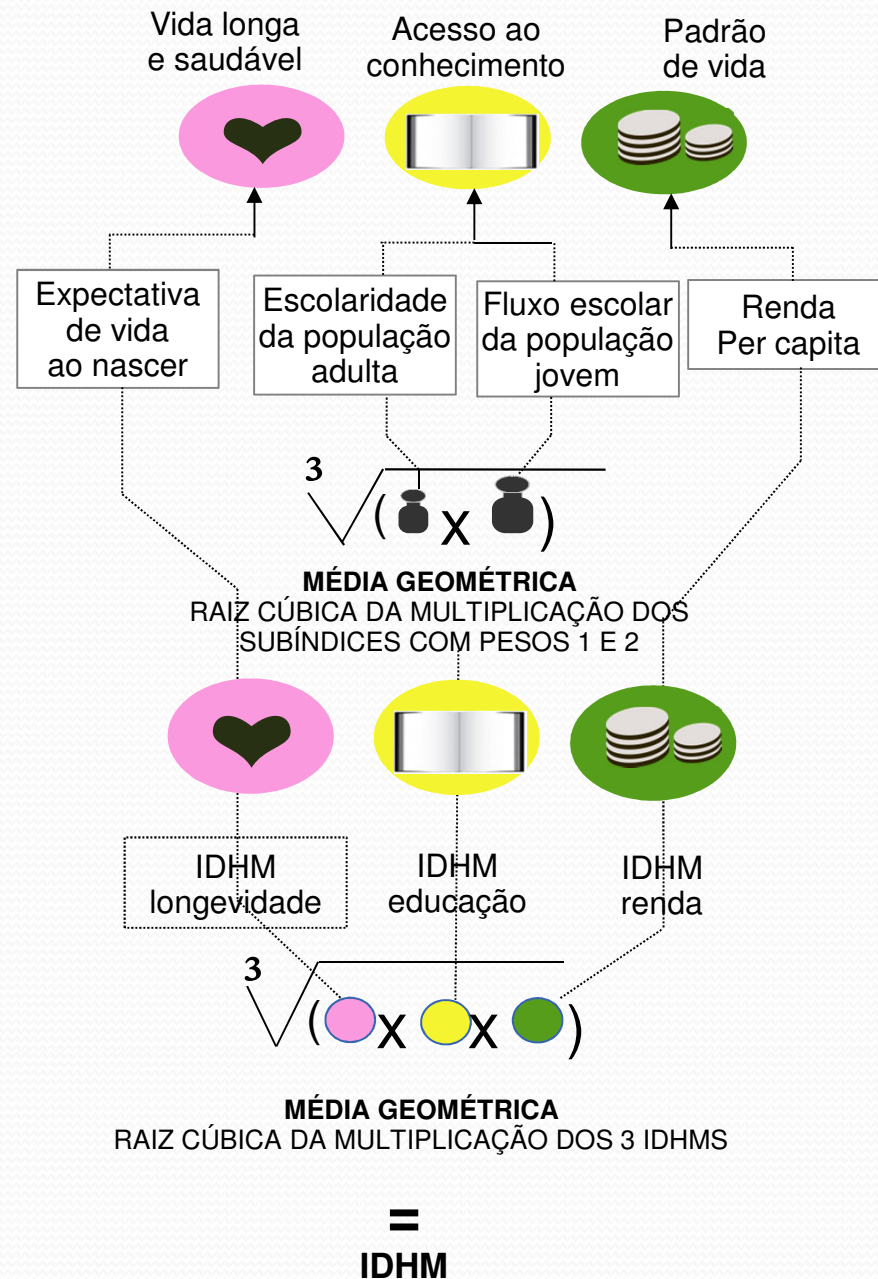 Vida longa
e saudável
Acesso ao
conhecimento
Padrão
de vida
Expectativa
de vida
ao nascer
Escolaridade
da população
adulta
Fluxo escolar
da população
jovem
Renda
Per capita
3
( X )
MÉDIA GEOMÉTRICA
RAIZ CÚBICA DA MULTIPLICAÇÃO DOS
SUBÍNDICES COM PESOS 1 E 2
IDHM
longevidade
IDHM
educação
IDHM
renda
3
( X X )
MÉDIA GEOMÉTRICA
RAIZ CÚBICA DA MULTIPLICAÇÃO DOS 3 IDHMS
=
IDHM